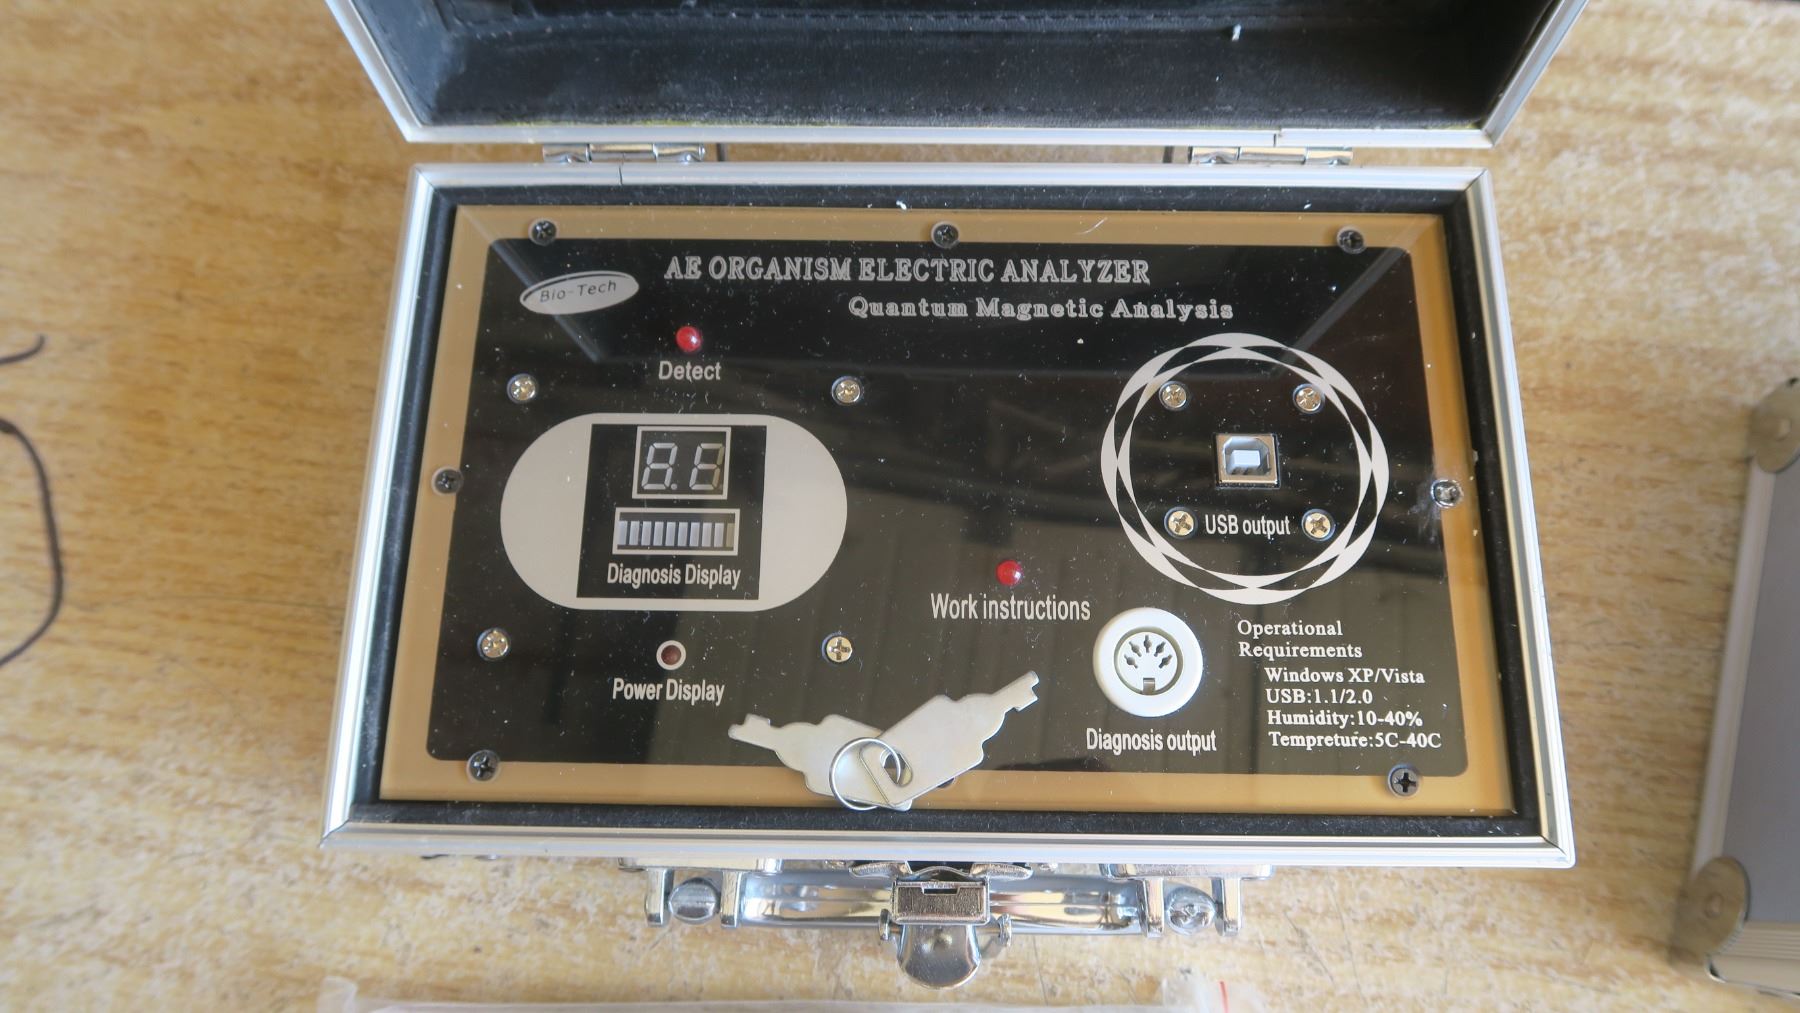 AE ORGANISM ELECTRIC ANALYZER
Bio-Tech
Quantum Magnetic Analysis
Detect
8.8
Diagnosis Display
USB output
Work instructions
Power Display
Diagnosis output
Operational
Requirements
Windows XP/Vista
USB:1.1/2.0
Humidity:10-40%
Tempreture:5C-40C